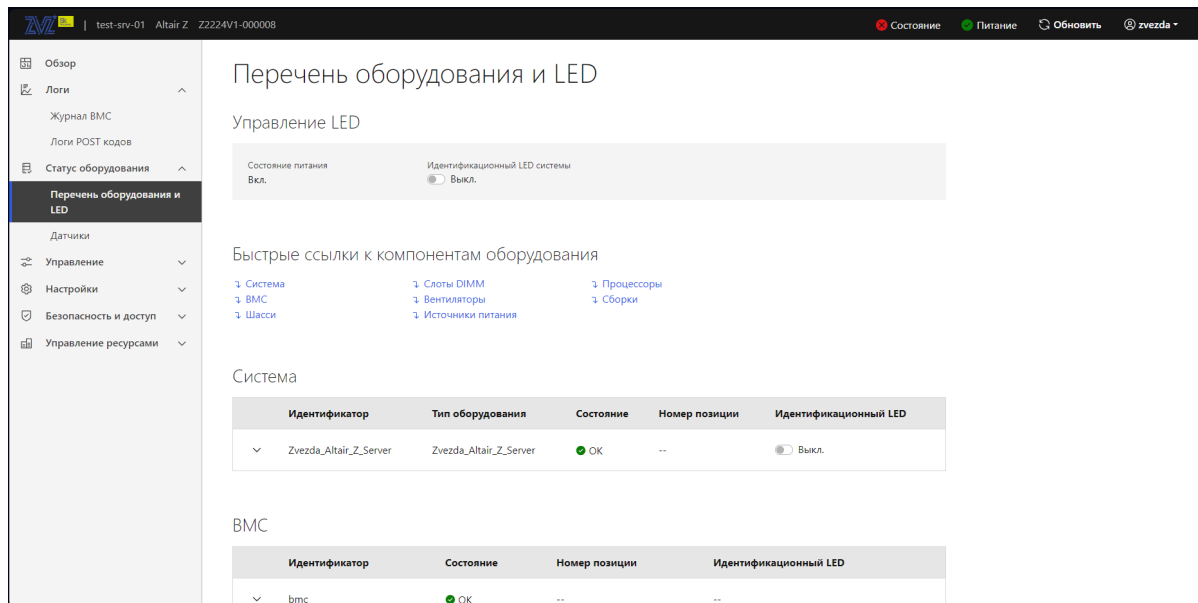 ZVZ | test-srv-01 Altair Z Z2224V1-000008 Состояние Питание Обновить zvezda
Обзор
Логи
Журнал BMC
Логи POST кодов
Статус оборудования
Перечень оборудования и
LED
Датчики
Управление
Настройки
Безопасность и доступ
Управление ресурсами
Перечень оборудования и LED
Управление LED
Состояние питания Идентификационный LED системы
Вкл. Выкл.
Быстрые ссылки к компонентам оборудования
Система Слоты DIMM Процессоры
BMC Вентиляторы Сборки
Шасси Источники питания
Система
Идентификатор Тип оборудования Состояние Номер позиции Идентификационный LED
Zvezda_Altair_Z_Server Zvezda_Altair_Z_Server OK -- Выкл.
BMC
Идентификатор Состояние Номер позиции Идентификационный LED
bmc OK -- --